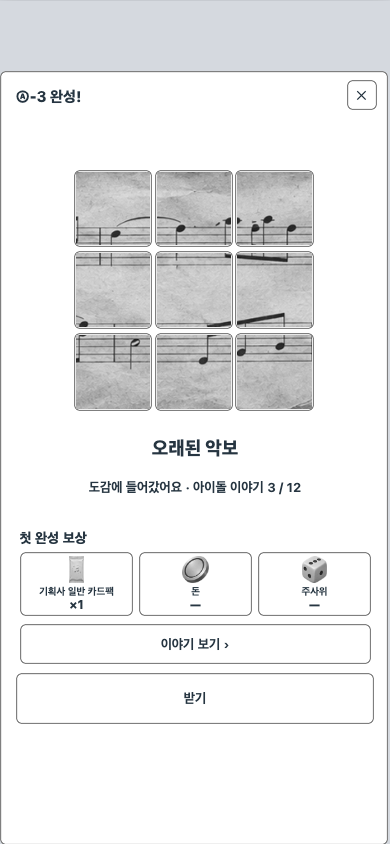 Ⓐ-3 완성!
오래된 악보
도감에 들어갔어요 · 아이돌 이야기 3 / 12
첫 완성 보상
기획사 일반 카드팩
×1
돈
—
주사위
—
이야기 보기 ›
받기